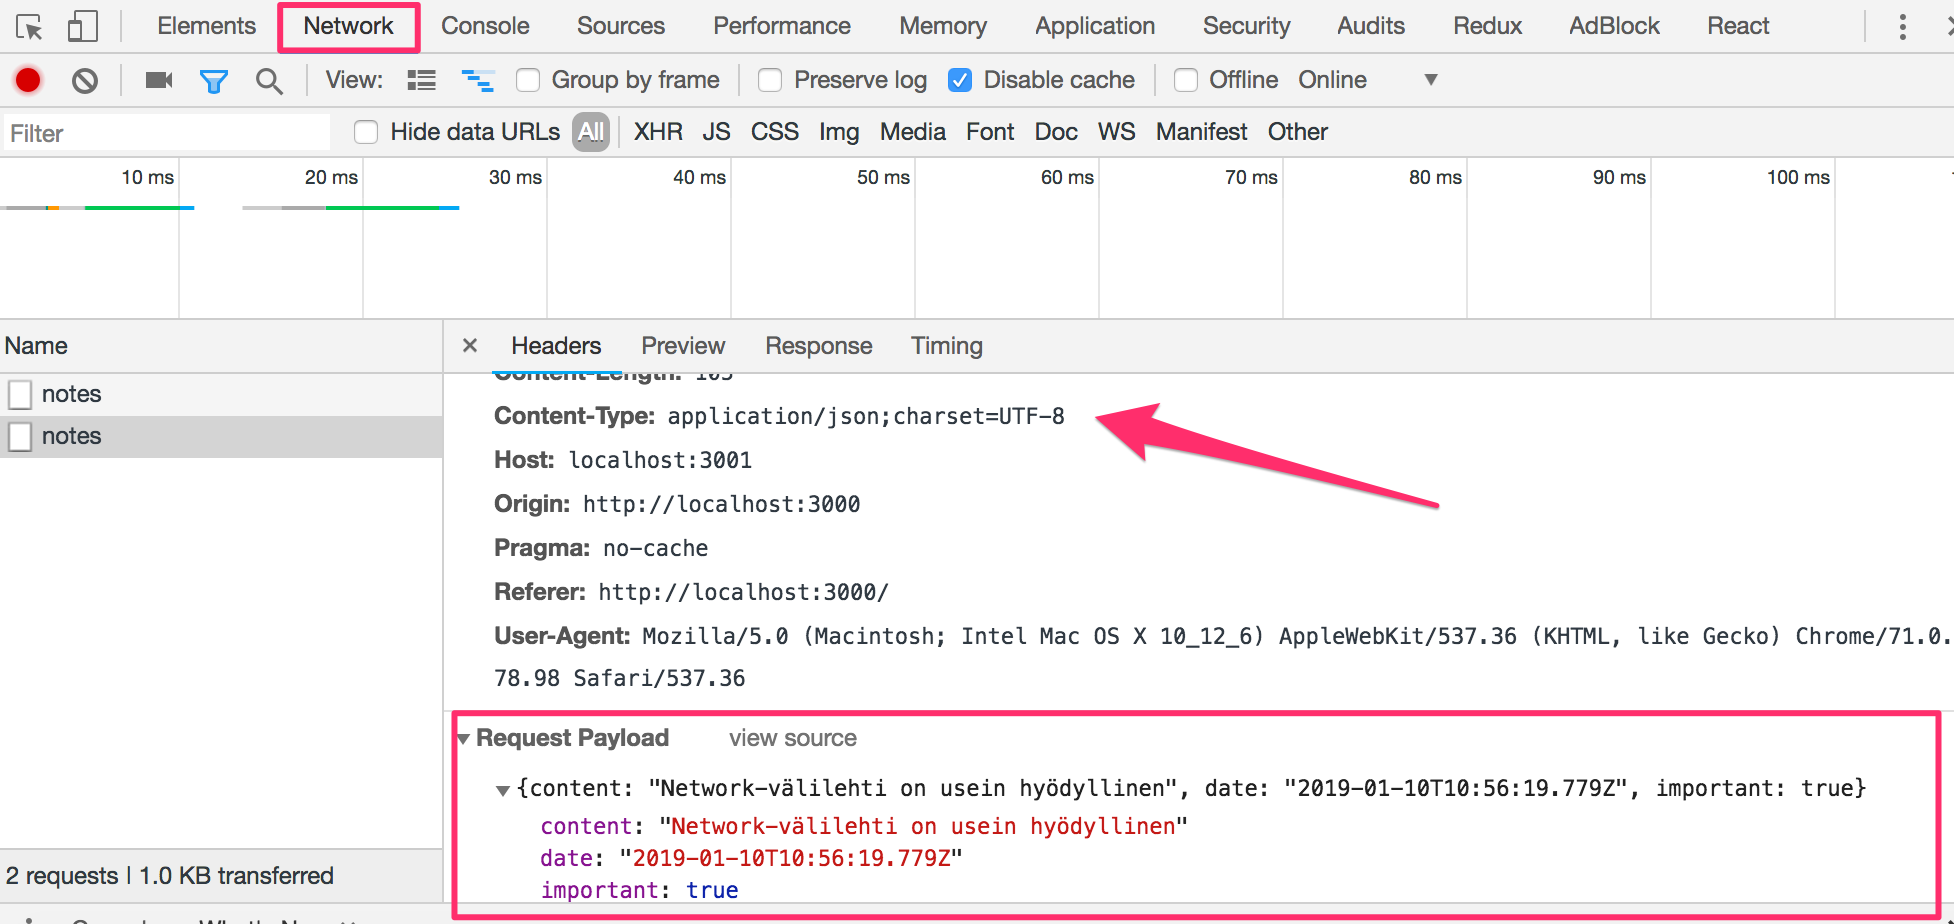 Elements Network Console Sources Performance Memory Application Security Audits Redux AdBlock React
View: Group by frame Preserve log Disable cache Offline Online
Filter Hide data URLs All XHR JS CSS Img Media Font Doc WS Manifest Other
10 ms 20 ms 30 ms 40 ms 50 ms 60 ms 70 ms 80 ms 90 ms 100 ms
Name
notes
notes
2 requests | 1.0 KB transferred
× Headers Preview Response Timing
Content-Length: 103
Content-Type: application/json;charset=UTF-8
Host: localhost:3001
Origin: http://localhost:3000
Pragma: no-cache
Referer: http://localhost:3000/
User-Agent: Mozilla/5.0 (Macintosh; Intel Mac OS X 10_12_6) AppleWebKit/537.36 (KHTML, like Gecko) Chrome/71.0.
78.98 Safari/537.36
Request Payload view source
{content: "Network-välilehti on usein hyödyllinen", date: "2019-01-10T10:56:19.779Z", important: true}
content: "Network-välilehti on usein hyödyllinen"
date: "2019-01-10T10:56:19.779Z"
important: true